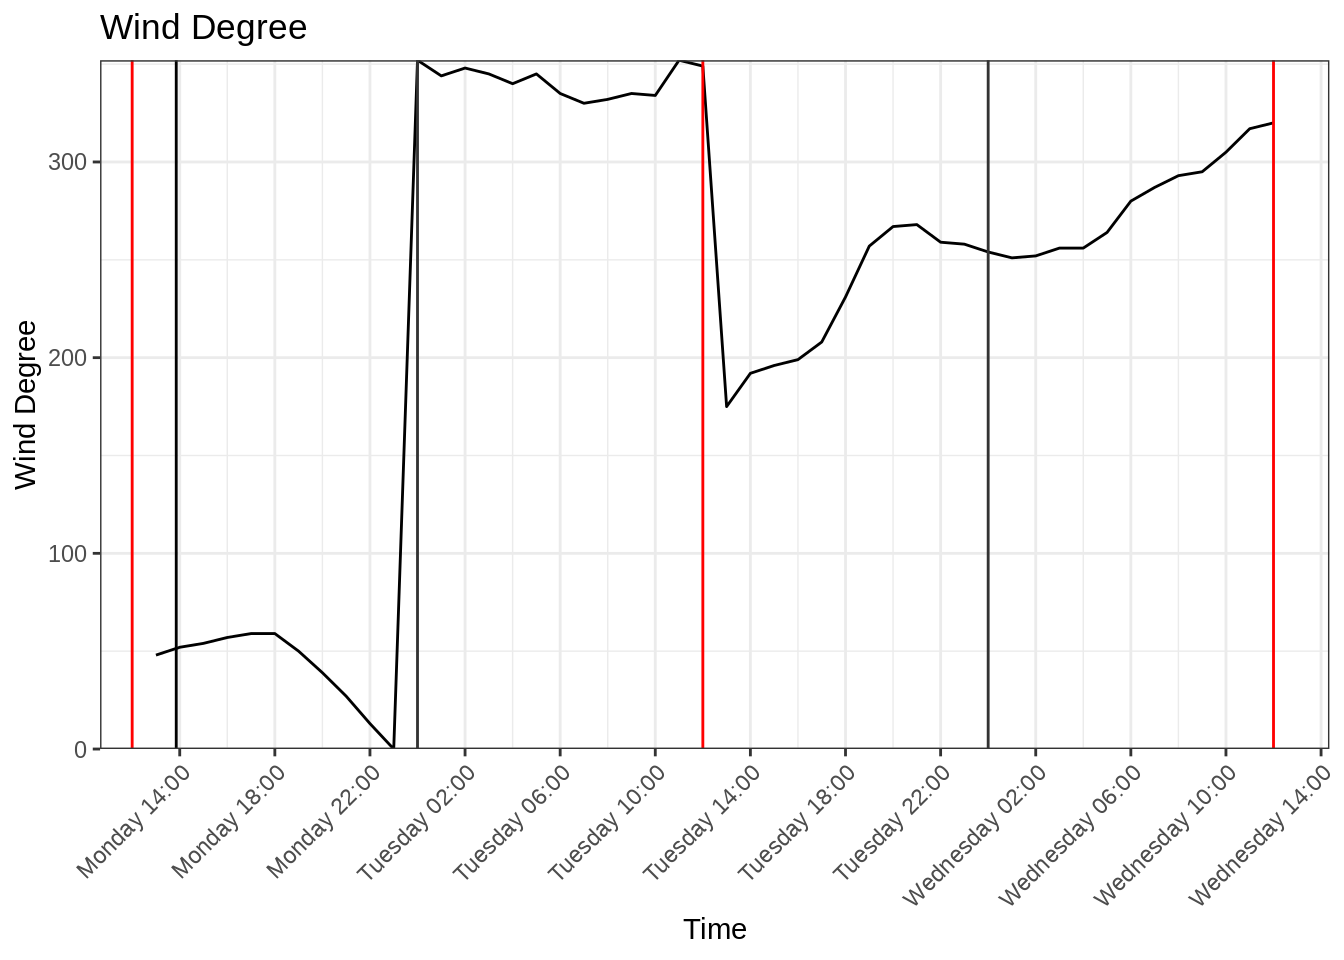 Wind Degree
Wind Degree
300
200
100
0
Monday 14:00
Monday 18:00
Monday 22:00
Tuesday 02:00
Tuesday 06:00
Tuesday 10:00
Tuesday 14:00
Tuesday 18:00
Tuesday 22:00
Wednesday 02:00
Wednesday 06:00
Wednesday 10:00
Wednesday 14:00
Time